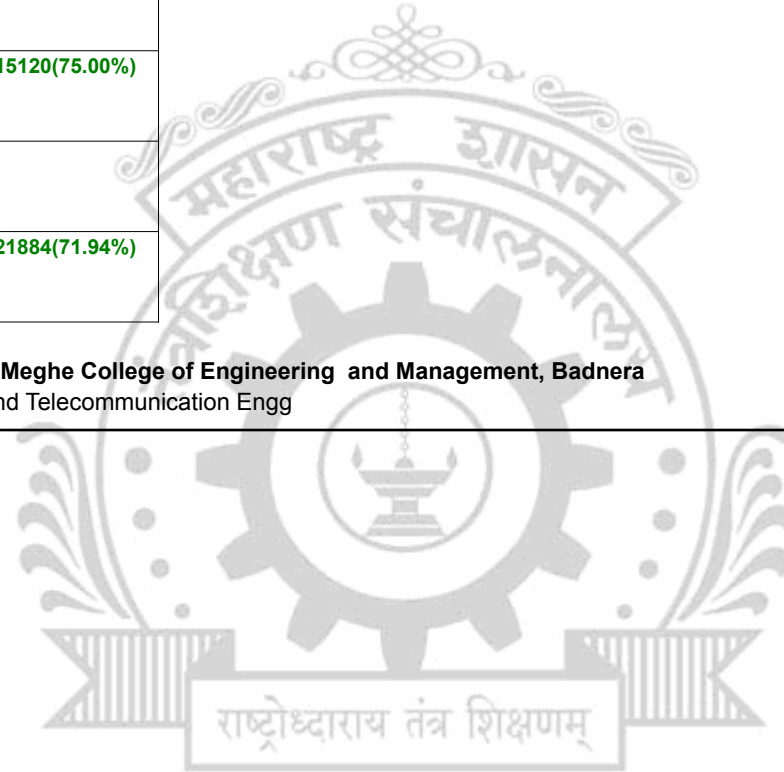 15120(75.00%)
महाराष्ट्र शासन
तंत्रशिक्षण संचालनालय
21884(71.94%)
Meghe College of Engineering and Management, Badnera
nd Telecommunication Engg
राष्ट्रोध्दाराय तंत्र शिक्षणम्